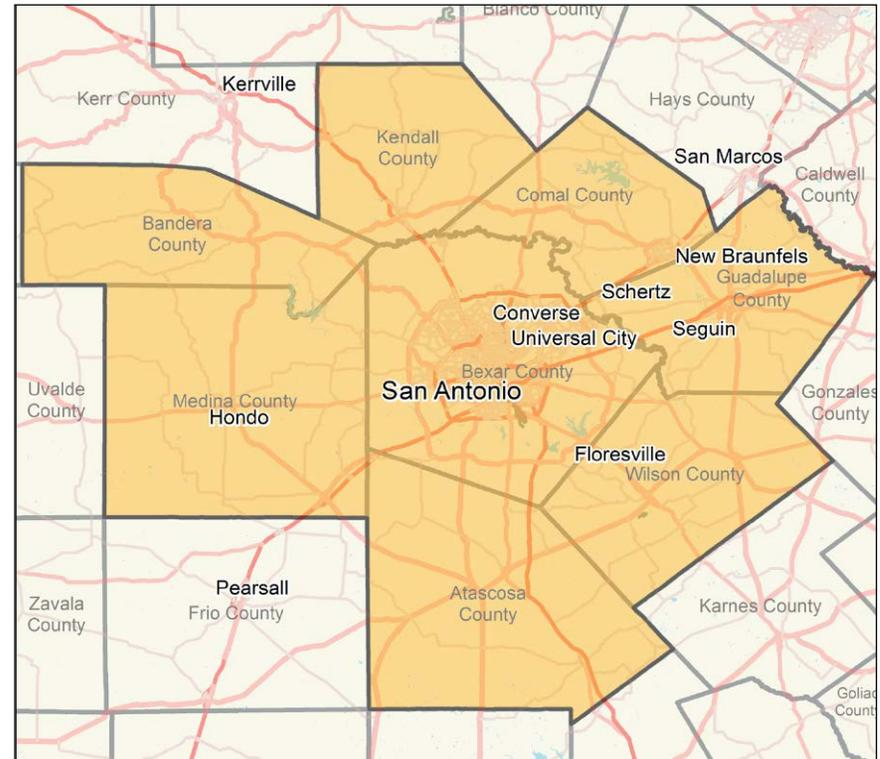 Blanco County
Kerrville
Kerr County
Hays County
Kendall
County
San Marcos
Caldwell
County
Comal County
Bandera
County
New Braunfels
Guadalupe
County
Schertz
Converse
Universal City
Seguin
Bexar County
Uvalde
County
San Antonio
Medina County
Hondo
Gonzales
County
Floresville
Wilson County
Pearsall
Frio County
Zavala
County
Atascosa
County
Karnes County
Goliad
County